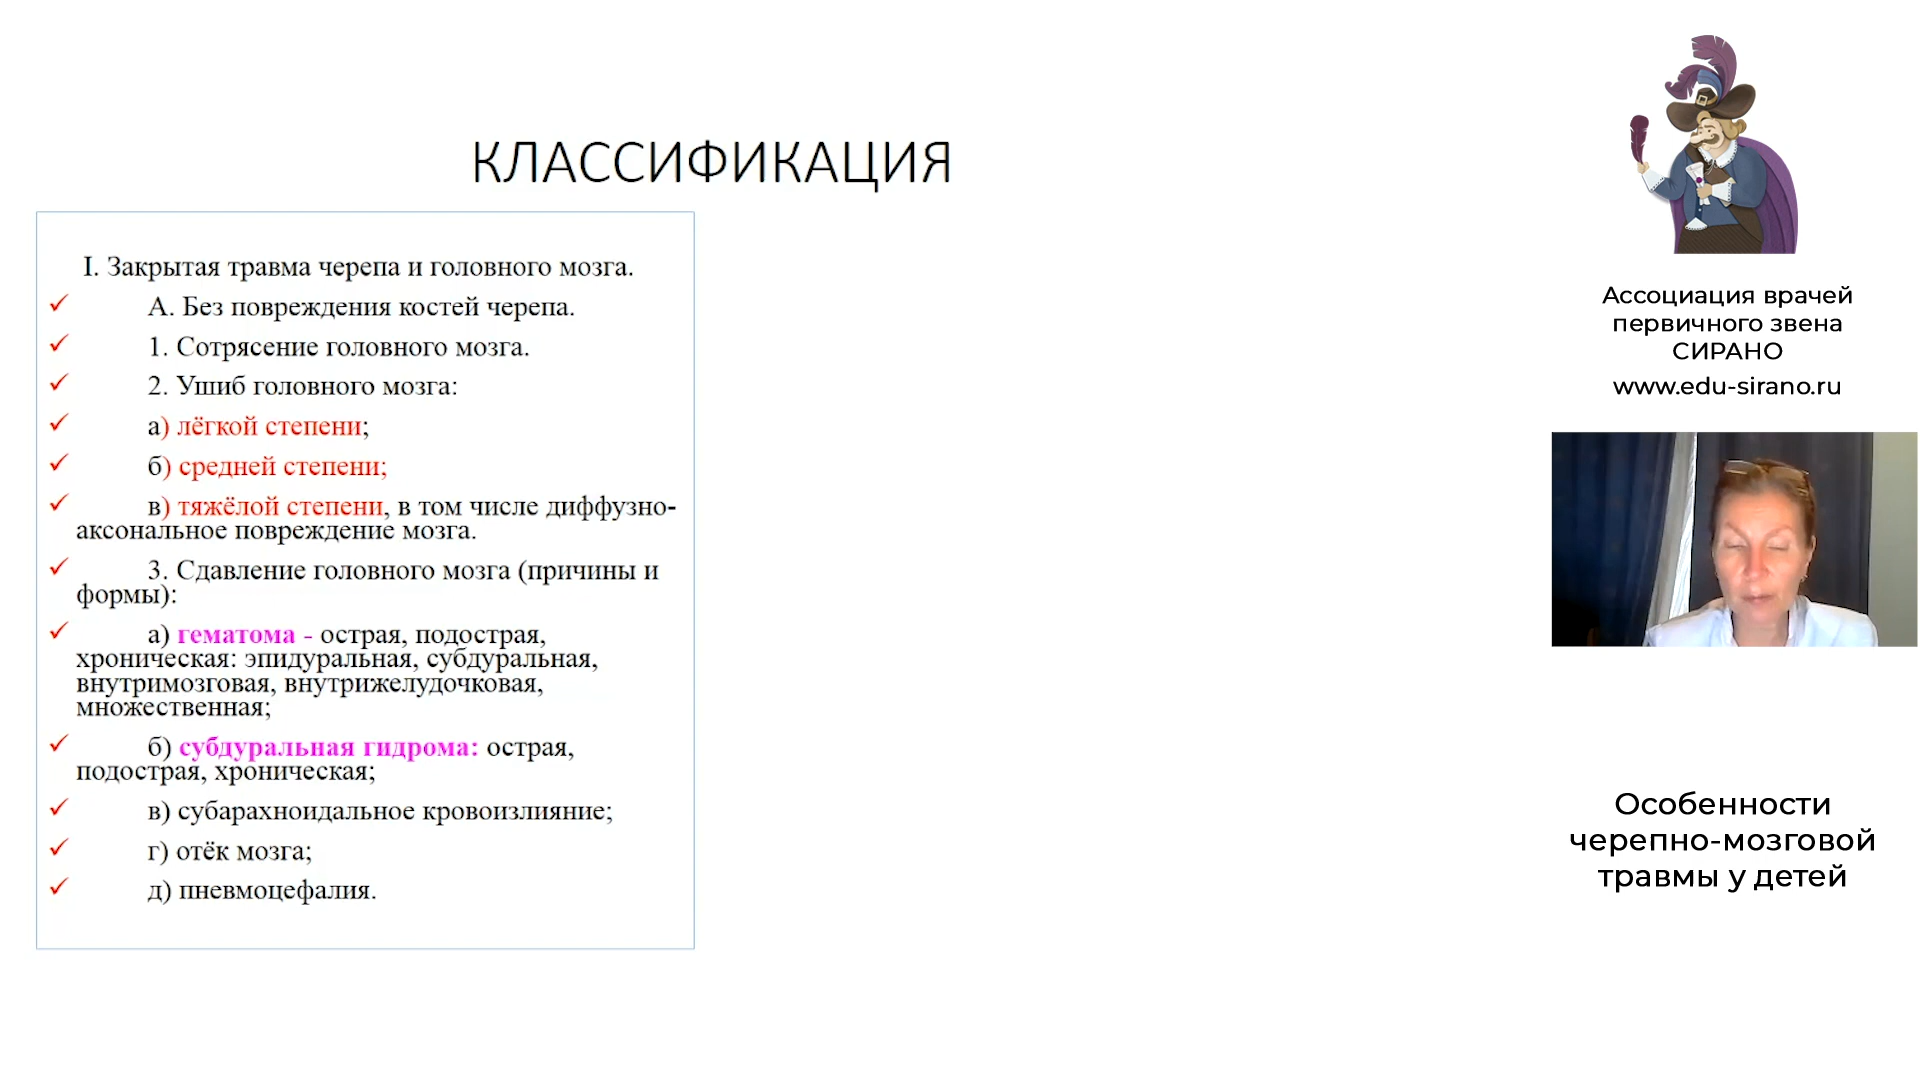 КЛАССИФИКАЦИЯ
I. Закрытая травма черепа и головного мозга.
А. Без повреждения костей черепа.
1. Сотрясение головного мозга.
2. Ушиб головного мозга:
а) лёгкой степени;
б) средней степени;
в) тяжёлой степени, в том числе диффузно-
аксональное повреждение мозга.
3. Сдавление головного мозга (причины и
формы):
а) гематома - острая, подострая,
хроническая: эпидуральная, субдуральная,
внутримозговая, внутрижелудочковая,
множественная;
б) субдуральная гидрома: острая,
подострая, хроническая;
в) субарахноидальное кровоизлияние;
г) отёк мозга;
д) пневмоцефалия.
Ассоциация врачей
первичного звена
СИРАНО
www.edu-sirano.ru
Особенности
черепно-мозговой
травмы у детей